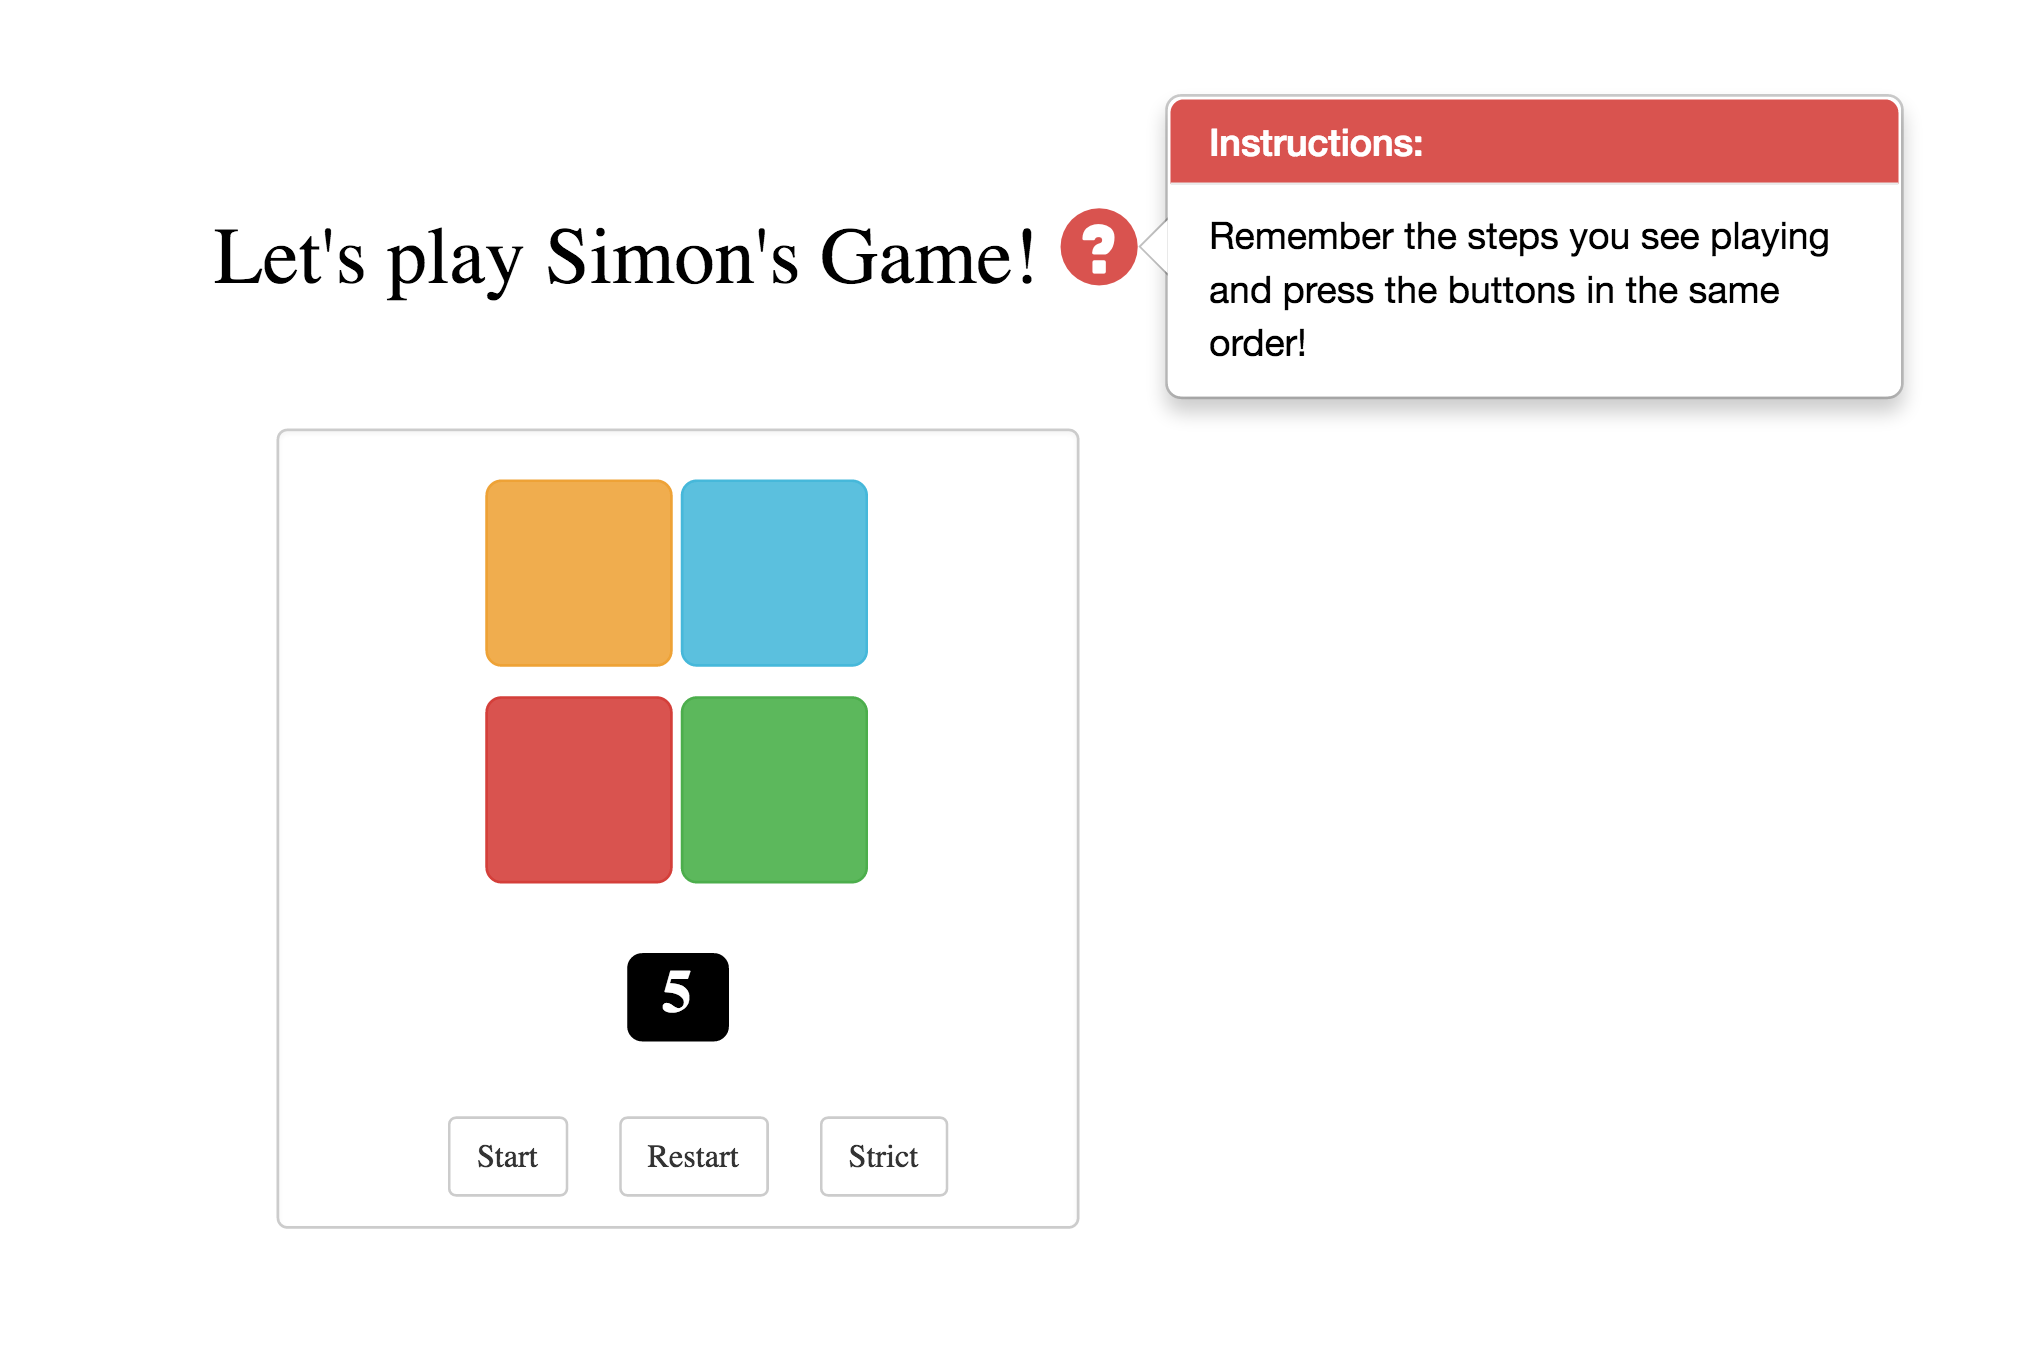 Let's play Simon's Game! ?
Instructions:
Remember the steps you see playing
and press the buttons in the same
order!
5
Start Restart Strict